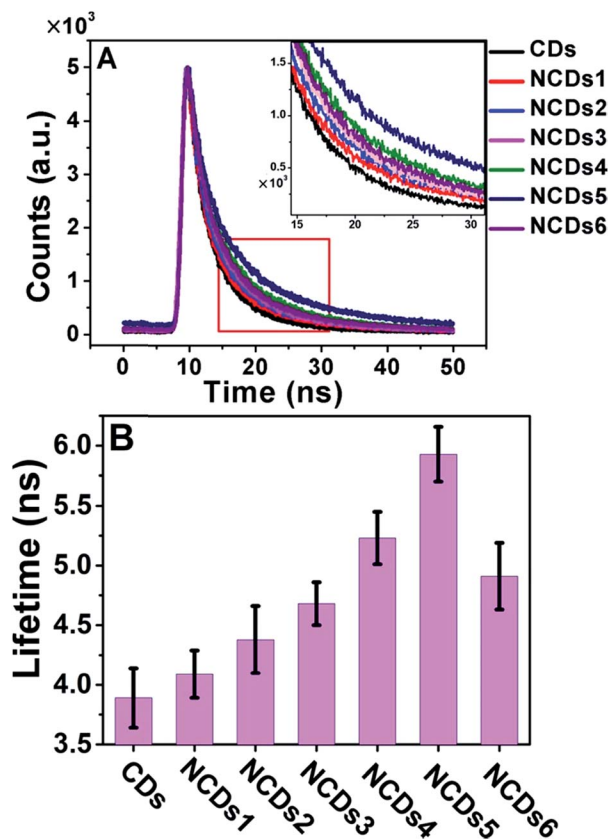 ×10³
A
Counts (a.u.)
5
4
3
2
1
0
0 10 20 30 40 50
Time (ns)
1.5
1.0
0.5
×10³
15 20 25 30
CDs
NCDs1
NCDs2
NCDs3
NCDs4
NCDs5
NCDs6
B
Lifetime (ns)
6.0
5.5
5.0
4.5
4.0
3.5
CDs NCDs1 NCDs2 NCDs3 NCDs4 NCDs5 NCDs6